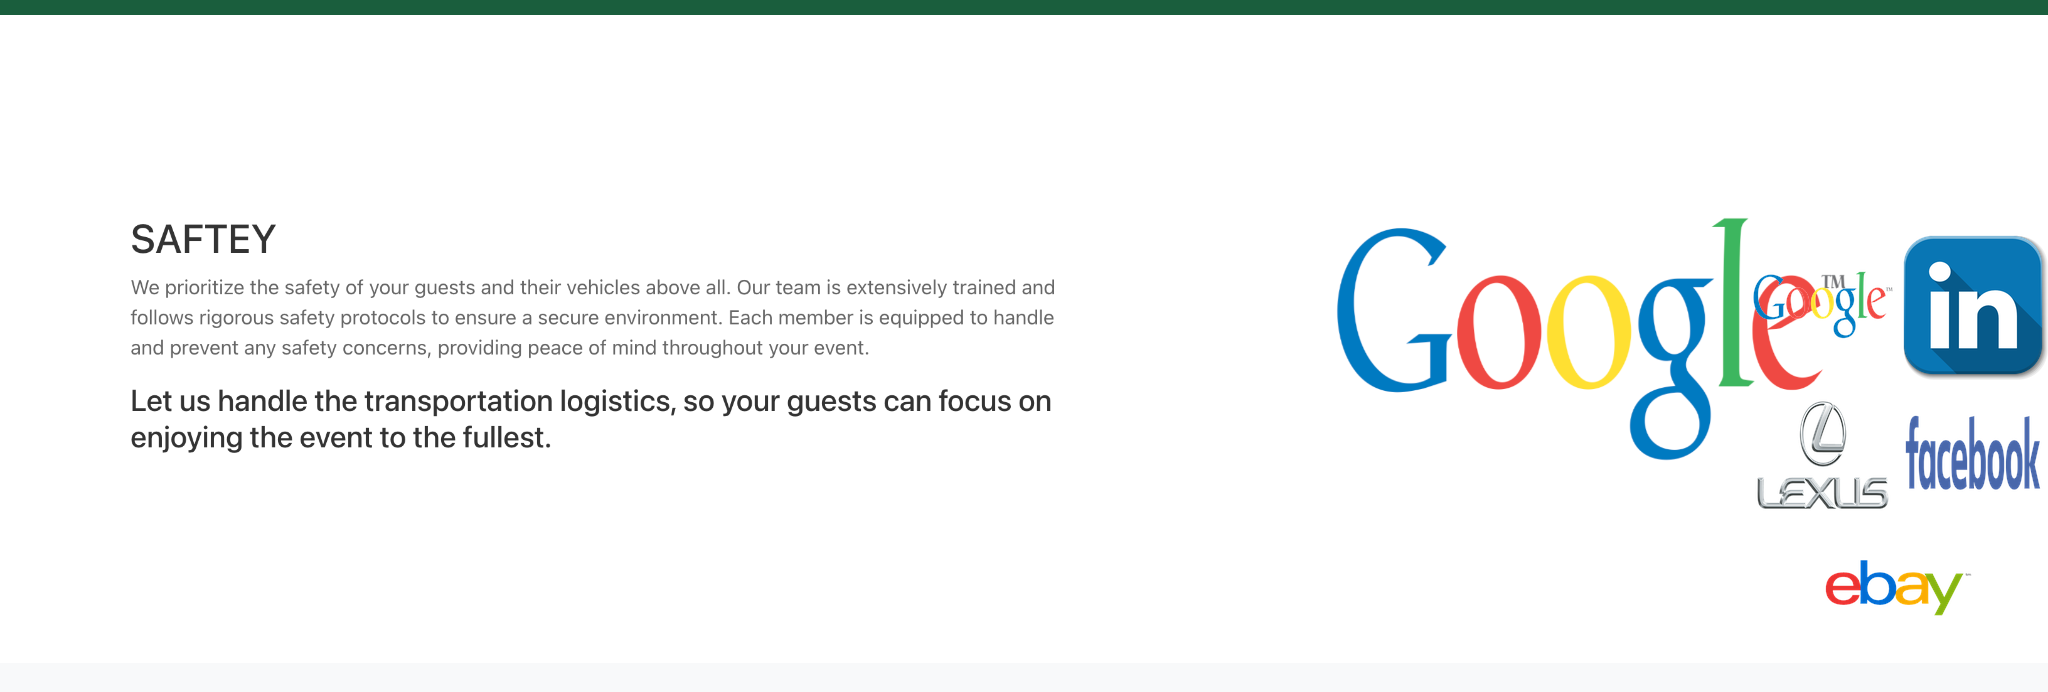 SAFTEY
We prioritize the safety of your guests and their vehicles above all. Our team is extensively trained and
follows rigorous safety protocols to ensure a secure environment. Each member is equipped to handle
and prevent any safety concerns, providing peace of mind throughout your event.
Let us handle the transportation logistics, so your guests can focus on
enjoying the event to the fullest.
Google™
Google™
in
LEXUS
facebook
ebay™